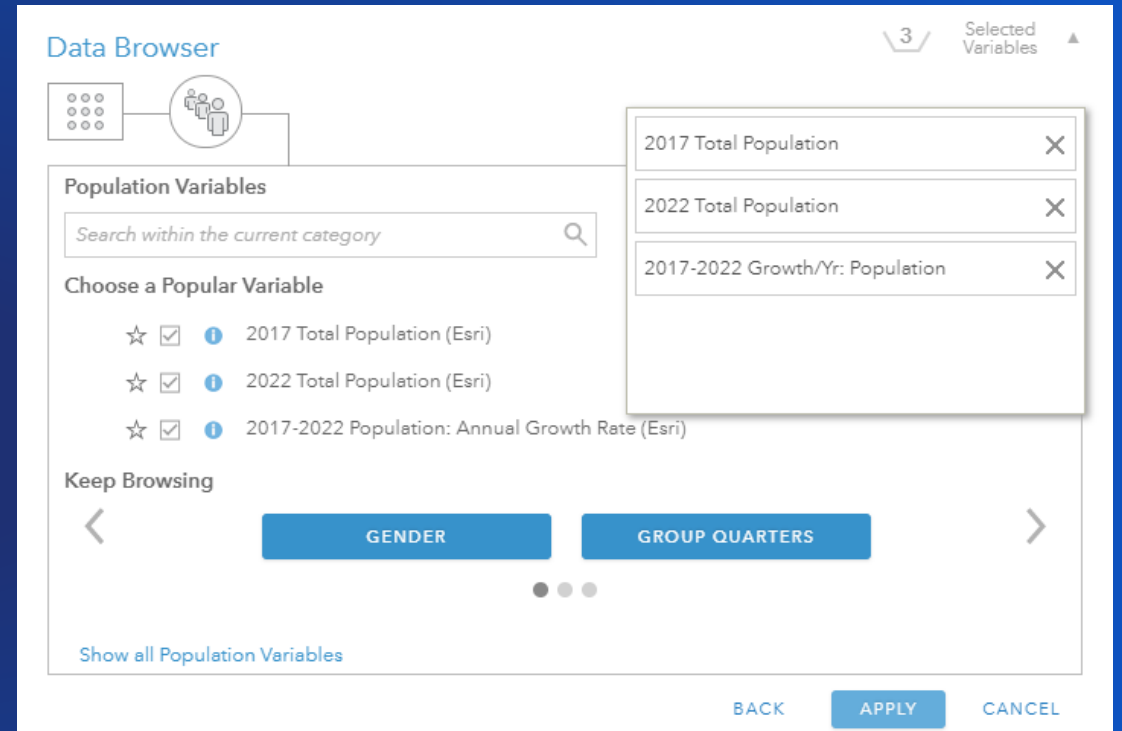 Data Browser
3
Selected
Variables
2017 Total Population
2022 Total Population
2017-2022 Growth/Yr: Population
Population Variables
Search within the current category
Choose a Popular Variable
2017 Total Population (Esri)
2022 Total Population (Esri)
2017-2022 Population: Annual Growth Rate (Esri)
Keep Browsing
GENDER
GROUP QUARTERS
Show all Population Variables
BACK
APPLY
CANCEL